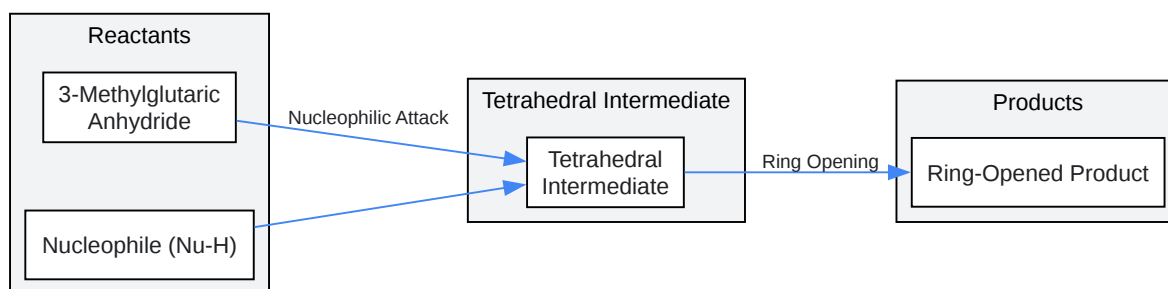 Reactants
3-Methylglutaric
Anhydride
Nucleophile (Nu-H)
Nucleophilic Attack
Tetrahedral Intermediate
Tetrahedral
Intermediate
Ring Opening
Products
Ring-Opened Product